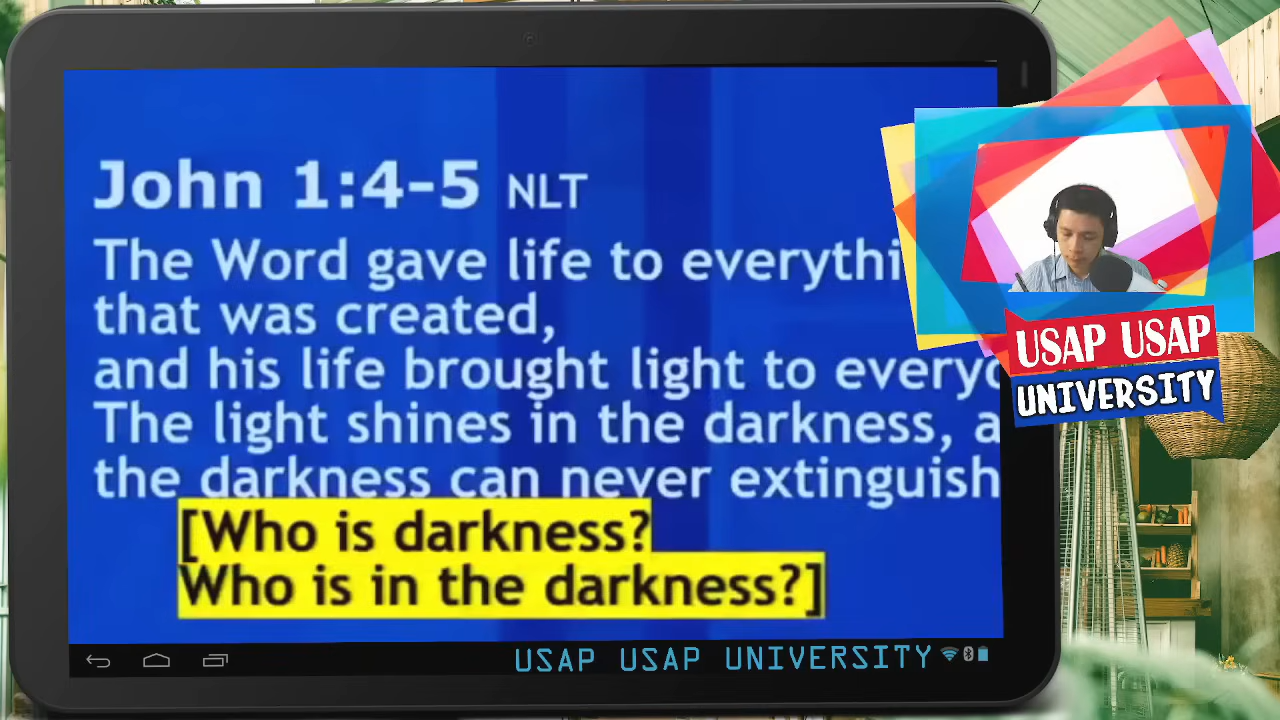 John 1:4-5 NLT
The Word gave life to everythi
that was created,
and his life brought light to everyo
The light shines in the darkness, a
the darkness can never extinguish
[Who is darkness?
Who is in the darkness?]
USAP USAP UNIVERSITY
USAP USAP
UNIVERSITY